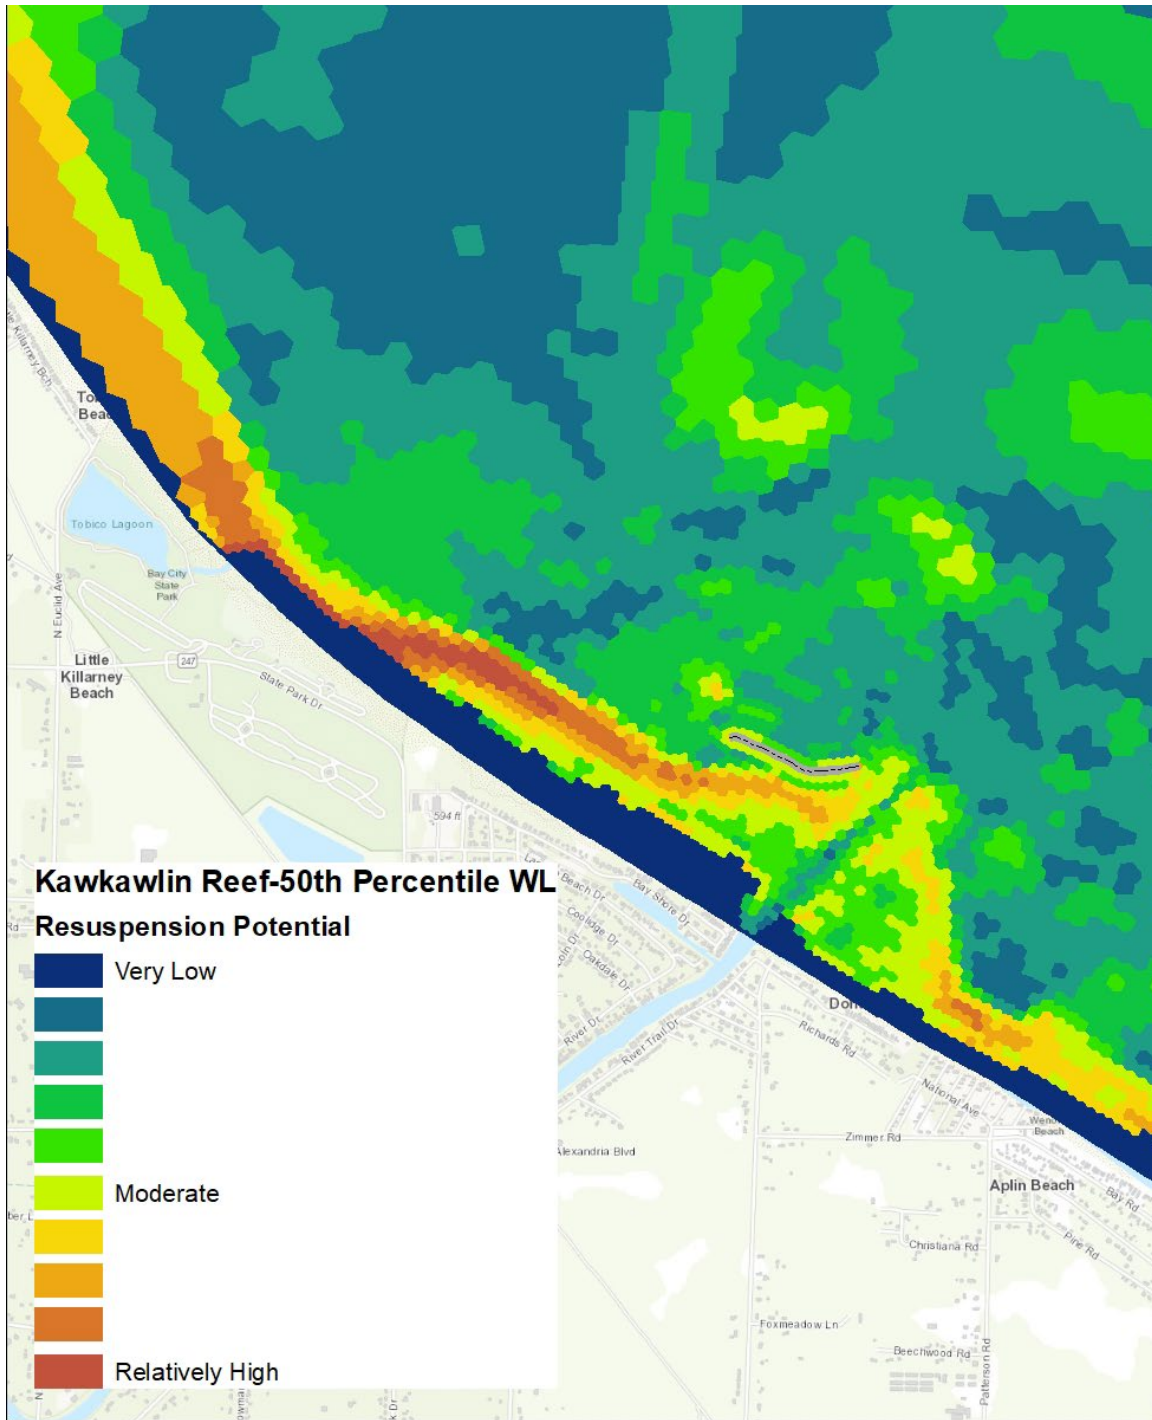 Tobico Lagoon
Bay City
State
Park
N Euclid Ave
Little
Killarney
Beach
247
State Park Dr
594 ft
Kawkawlin Reef-50th Percentile WL
Resuspension Potential
Very Low
Moderate
Relatively High
Beach Dr
Bay Shore Dr
Coolidge Dr
Oakdale Dr
River Dr
River Trail Dr
Richards Rd
National Ave
Zimmer Rd
Beach
Aplin Beach
Bay Rd
Pine Rd
Alexandria Blvd
Christiana Rd
Foxmeadow Ln
Beechwood Rd
Patterson Rd